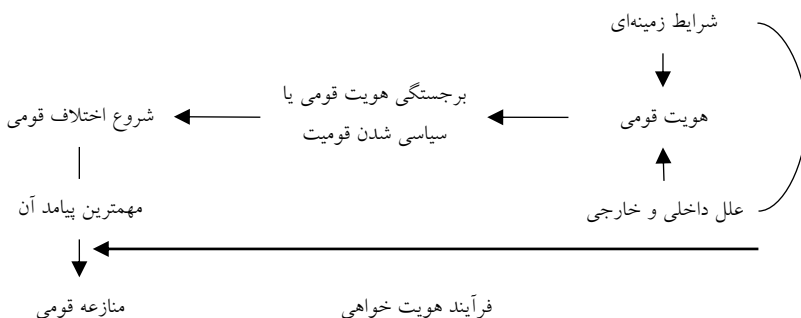 شرایط زمینه‌ای
برجستگی هویت قومی یا
سیاسی شدن قومیت
هویت قومی
شروع اختلاف قومی
علل داخلی و خارجی
مهمترین پیامد آن
فرآیند هویت خواهی
منازعه قومی